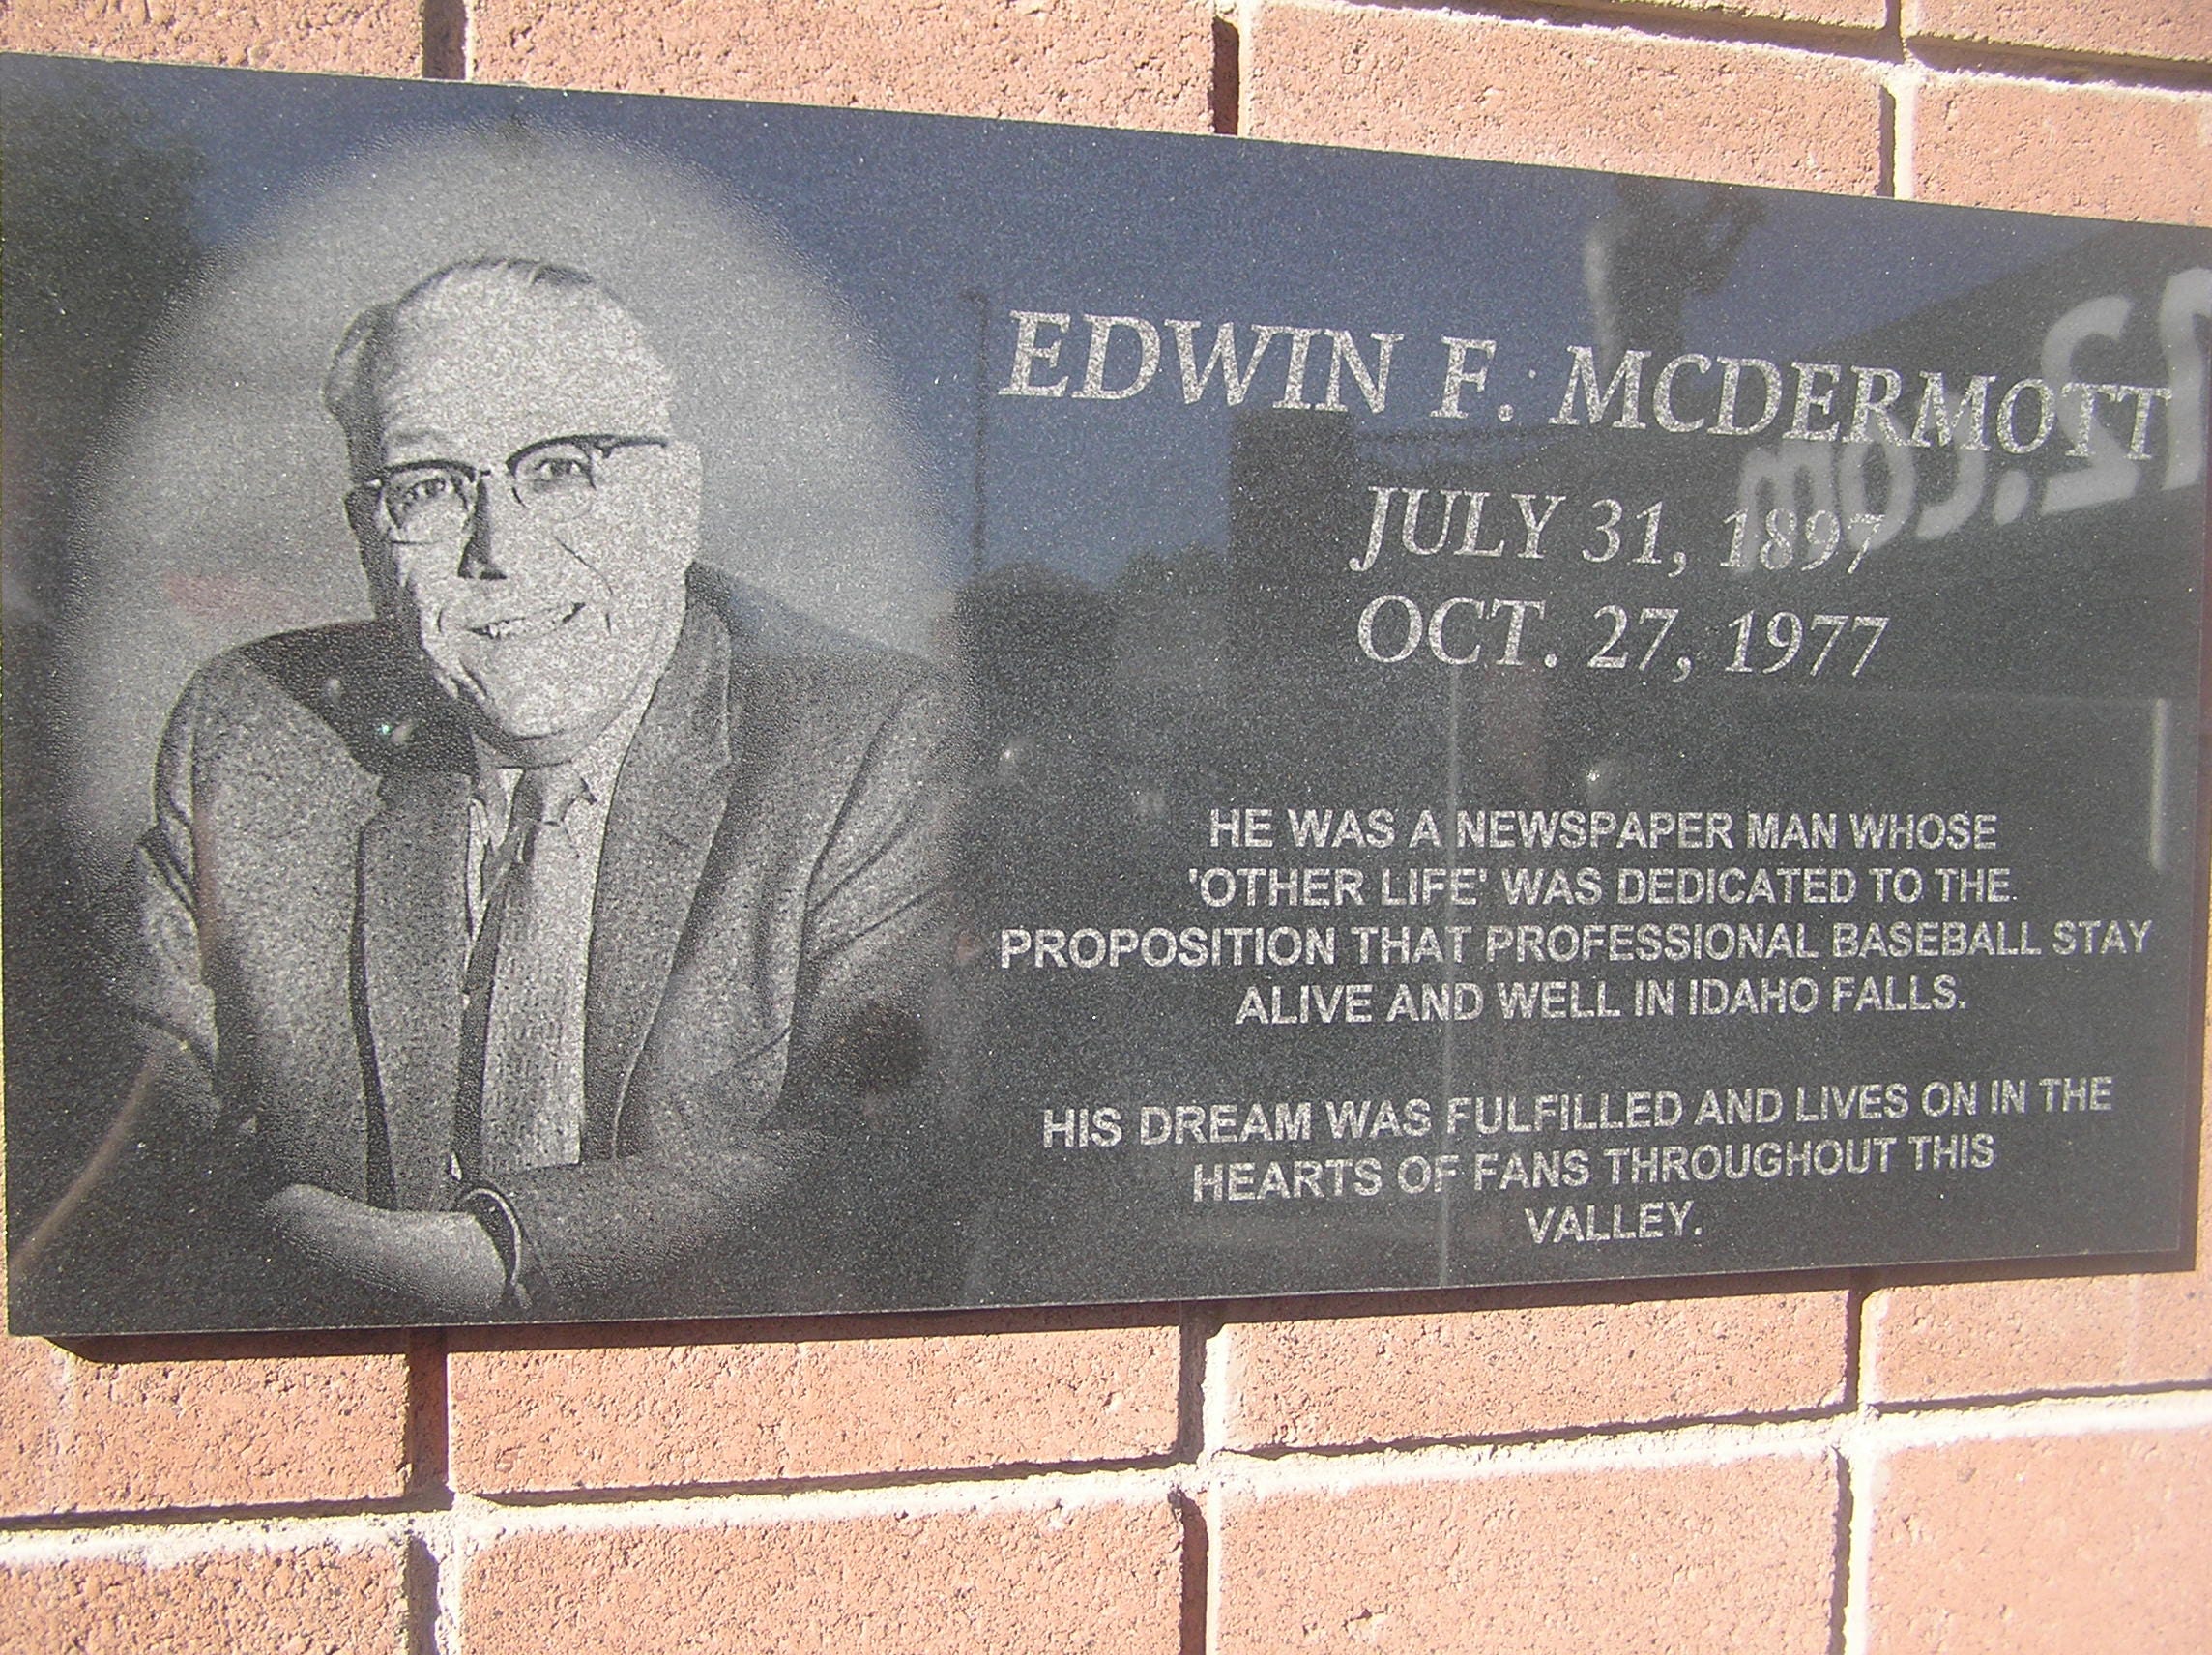 EDWIN F. MCDERMOTT
JULY 31, 1897
OCT. 27, 1977
HE WAS A NEWSPAPER MAN WHOSE
'OTHER LIFE' WAS DEDICATED TO THE
PROPOSITION THAT PROFESSIONAL BASEBALL STAY
ALIVE AND WELL IN IDAHO FALLS.
HIS DREAM WAS FULFILLED AND LIVES ON IN THE
HEARTS OF FANS THROUGHOUT THIS
VALLEY.